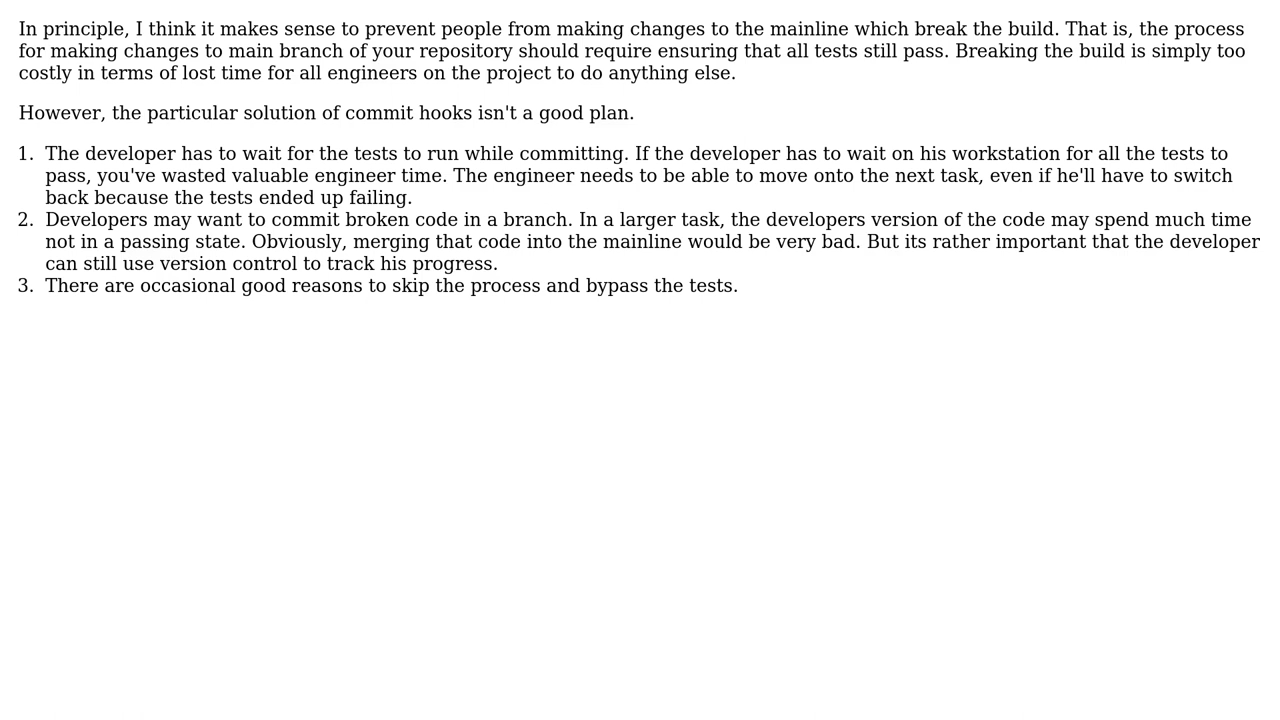 In principle, I think it makes sense to prevent people from making changes to the mainline which break the build. That is, the process
for making changes to main branch of your repository should require ensuring that all tests still pass. Breaking the build is simply too
costly in terms of lost time for all engineers on the project to do anything else.
However, the particular solution of commit hooks isn't a good plan.
1. The developer has to wait for the tests to run while committing. If the developer has to wait on his workstation for all the tests to
pass, you've wasted valuable engineer time. The engineer needs to be able to move onto the next task, even if he'll have to switch
back because the tests ended up failing.
2. Developers may want to commit broken code in a branch. In a larger task, the developers version of the code may spend much time
not in a passing state. Obviously, merging that code into the mainline would be very bad. But its rather important that the developer
can still use version control to track his progress.
3. There are occasional good reasons to skip the process and bypass the tests.